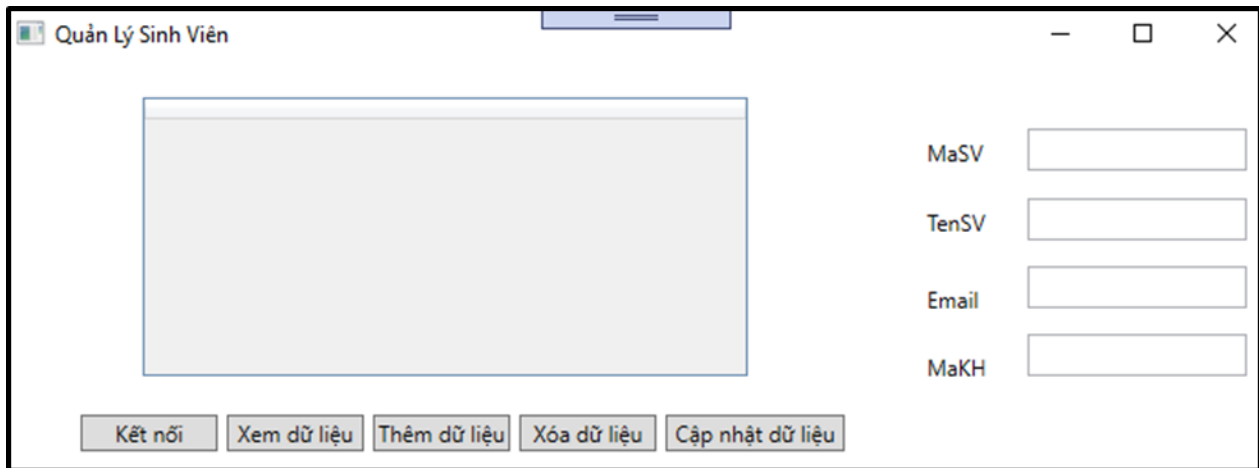 Quản Lý Sinh Viên
MaSV
TenSV
Email
MaKH
Kết nối Xem dữ liệu Thêm dữ liệu Xóa dữ liệu Cập nhật dữ liệu